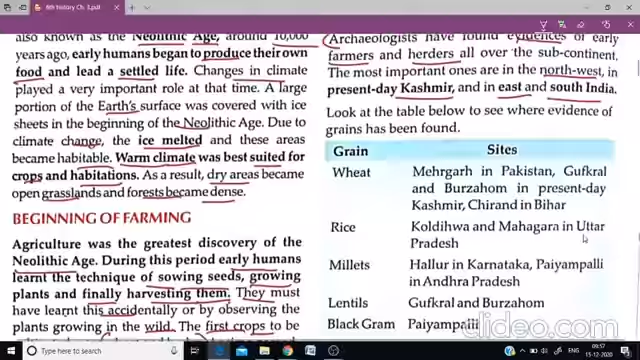 6th history Ch. 3.pdf
also known as the Neolithic Age, around 10,000
years ago, early humans began to produce their own
food and lead a settled life. Changes in climate
played a very important role at that time. A large
portion of the Earth's surface was covered with ice
sheets in the beginning of the Neolithic Age. Due to
climate change, the ice melted and these areas
became habitable. Warm climate was best suited for
crops and habitations. As a result, dry areas became
open grasslands and forests became dense.
BEGINNING OF FARMING
Agriculture was the greatest discovery of the
Neolithic Age. During this period early humans
learnt the technique of sowing seeds, growing
plants and finally harvesting them. They must
have learnt this accidentally or by observing the
plants growing in the wild. The first crops to be
Archaeologists have found evidences of early
farmers and herders all over the sub-continent.
The most important ones are in the north-west, in
present-day Kashmir, and in east and south India.
Look at the table below to see where evidence of
grains has been found.
Grain Sites
Wheat Mehrgarh in Pakistan, Gufkral
and Burzahom in present-day
Kashmir, Chirand in Bihar
Rice Koldihwa and Mahagara in Uttar
Pradesh
Millets Hallur in Karnataka, Paiyampalli
in Andhra Pradesh
Lentils Gufkral and Burzahom
Black Gram Paiyampalli
clideo.com
Type here to search
09:57
15-12-2020